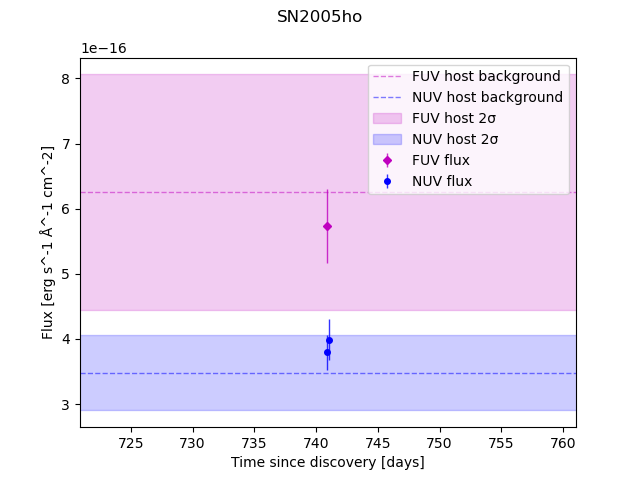 SN2005ho
1e−16
8
7
6
5
4
3
Flux [erg s^-1 Å^-1 cm^-2]
FUV host background
NUV host background
FUV host 2σ
NUV host 2σ
FUV flux
NUV flux
725 730 735 740 745 750 755 760
Time since discovery [days]